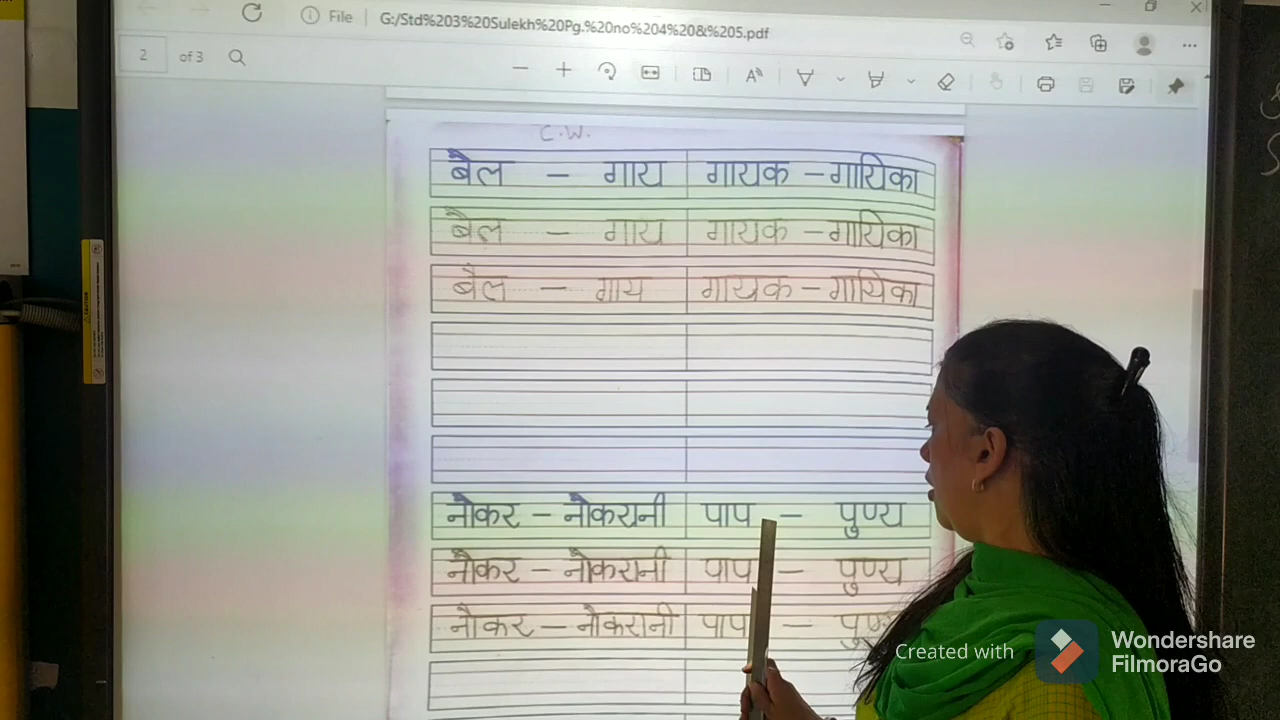 File G:/Std%203%20Sulekh%20Pg.%20no%204%20&%205.pdf
2 of 3
C.W.
बैल – गाय गायक – गायिका
बैल – गाय गायक – गायिका
बैल – गाय गायक – गायिका
नौकर – नौकरानी पाप – पुण्य
नौकर – नौकरानी पाप – पुण्य
नौकर – नौकरानी पाप –
Created with Wondershare FilmoraGo